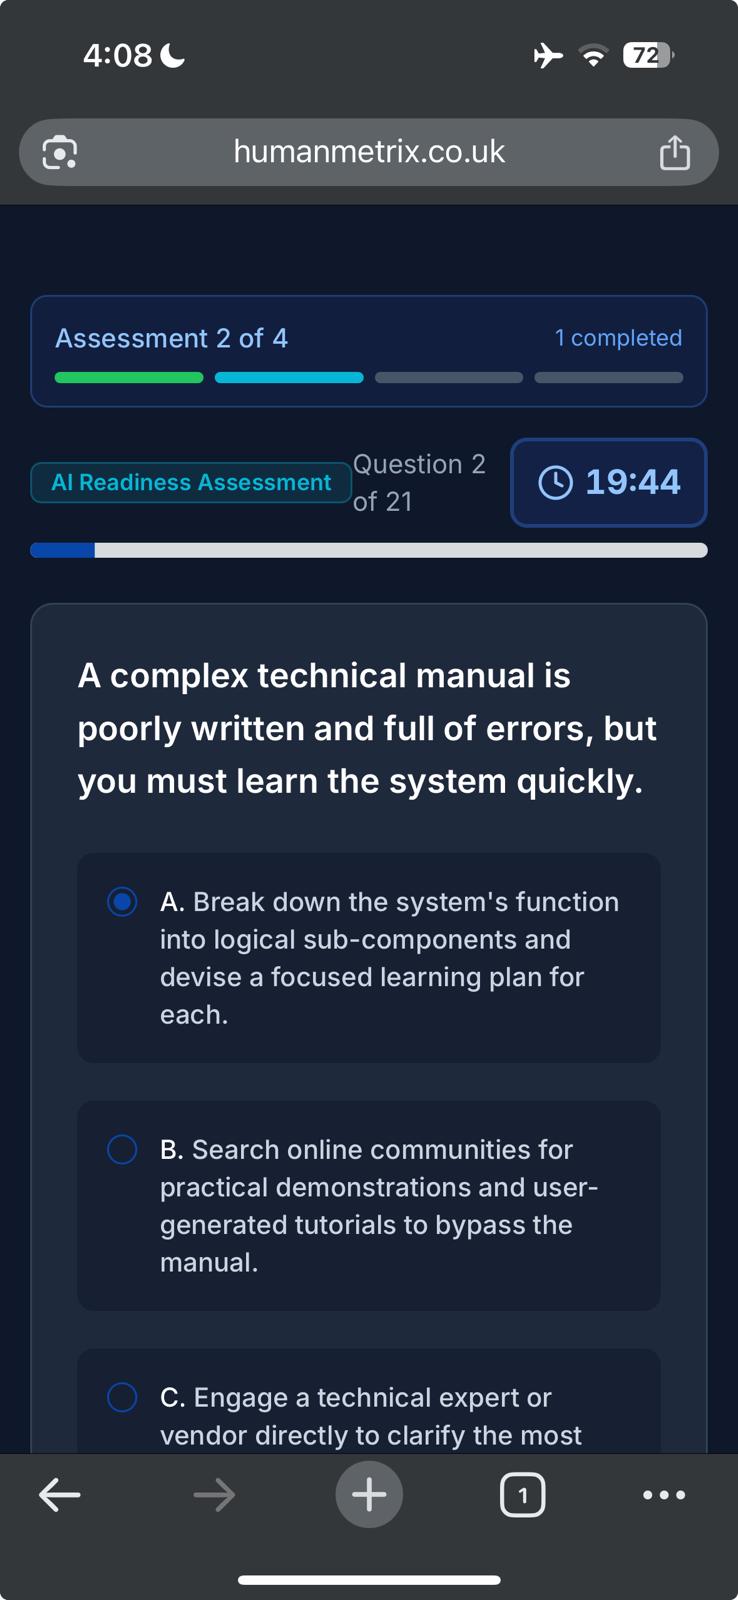 4:08
72
humanmetrix.co.uk
Assessment 2 of 4
1 completed
AI Readiness Assessment
Question 2
of 21
19:44
A complex technical manual is
poorly written and full of errors, but
you must learn the system quickly.
A. Break down the system's function
into logical sub-components and
devise a focused learning plan for
each.
B. Search online communities for
practical demonstrations and user-
generated tutorials to bypass the
manual.
C. Engage a technical expert or
vendor directly to clarify the most
1